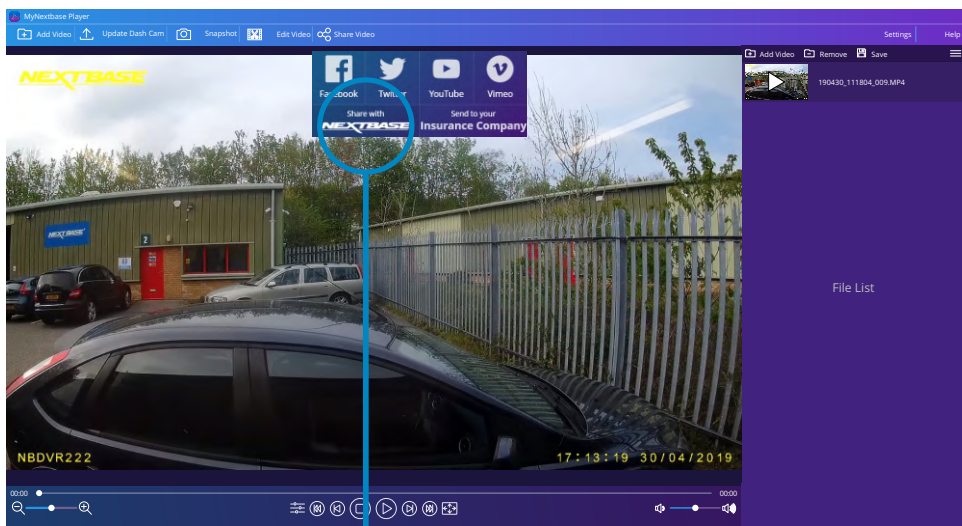 MyNextbase Player
Add Video Update Dash Cam Snapshot Edit Video Share Video Settings Help
Add Video Remove Save
NEXTBASE
Facebook Twitter YouTube Vimeo
Share with
NEXTBASE
Send to your
Insurance Company
190430_111804_009.MP4
NEXTBASE
2
File List
NBDVR222
17:13:19 30/04/2019
00:00
00:00